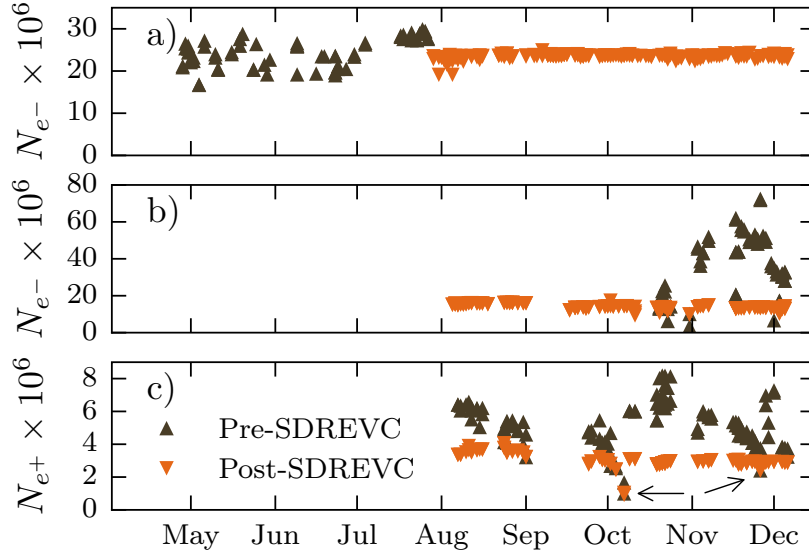 a)
30
20
10
0
N_{e^-} × 10^6
b)
80
60
40
20
0
N_{e^-} × 10^6
c)
8
6
4
2
0
N_{e^+} × 10^6
Pre-SDREVC
Post-SDREVC
May Jun Jul Aug Sep Oct Nov Dec